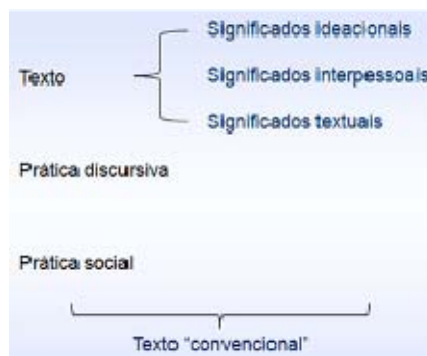 Significados ideacionais
Texto
Significados interpessoais
Significados textuais
Prática discursiva
Prática social
Texto “convencional”